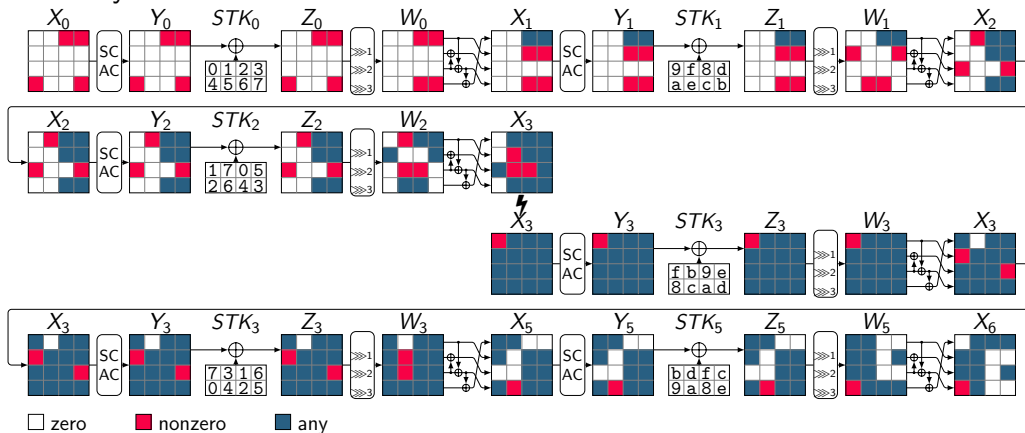 X0 Y0 STK0 Z0 W0 X1 Y1 STK1 Z1 W1 X2
SC AC 0 1 2 3 ⋙1 SC AC 9 f 8 d ⋙1
4 5 6 7 ⋙2 a e c b ⋙2
⋙3 ⋙3
X2 Y2 STK2 Z2 W2 X3
SC AC 1 7 0 5 ⋙1
2 6 4 3 ⋙2
⋙3
X3 Y3 STK3 Z3 W3 X3
SC AC f b 9 e ⋙1
8 c a d ⋙2
⋙3
X3 Y3 STK3 Z3 W3 X5 Y5 STK5 Z5 W5 X6
SC AC 7 3 1 6 ⋙1 SC AC b d f c ⋙1
0 4 2 5 ⋙2 9 a 8 e ⋙2
⋙3 ⋙3
zero nonzero any